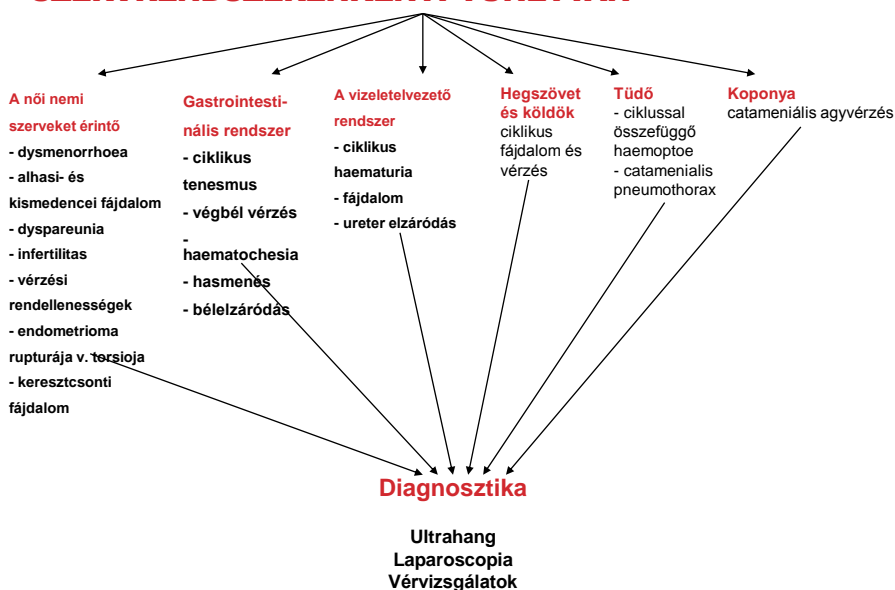 A női nemi
szerveket érintő
- dysmenorrhoea
- alhasi- és
kismedencei fájdalom
- dyspareunia
- infertilitas
- vérzési
rendellenességek
- endometrioma
rupturája v. torsioja
- keresztcsonti
fájdalom
Gastrointesti-
nális rendszer
- ciklikus
tenesmus
- végbél vérzés
-
haematochesia
- hasmenés
- bélelzáródás
A vizeletelvezető
rendszer
- ciklikus
haematuria
- fájdalom
- ureter elzáródás
Hegszövet
és köldök
ciklikus
fájdalom és
vérzés
Tüdő
- ciklussal
összefüggő
haemoptoe
- catamenialis
pneumothorax
Koponya
catameniális agyvérzés
Diagnosztika
Ultrahang
Laparoscopia
Vérvizsgálatok